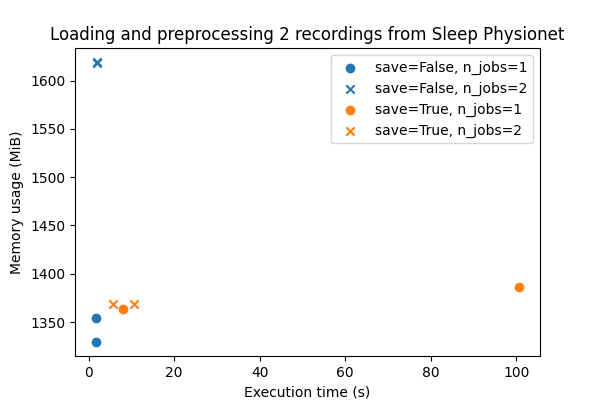 Loading and preprocessing 2 recordings from Sleep Physionet
save=False, n_jobs=1
save=False, n_jobs=2
save=True, n_jobs=1
save=True, n_jobs=2
Memory usage (MiB)
1600
1550
1500
1450
1400
1350
0 20 40 60 80 100
Execution time (s)